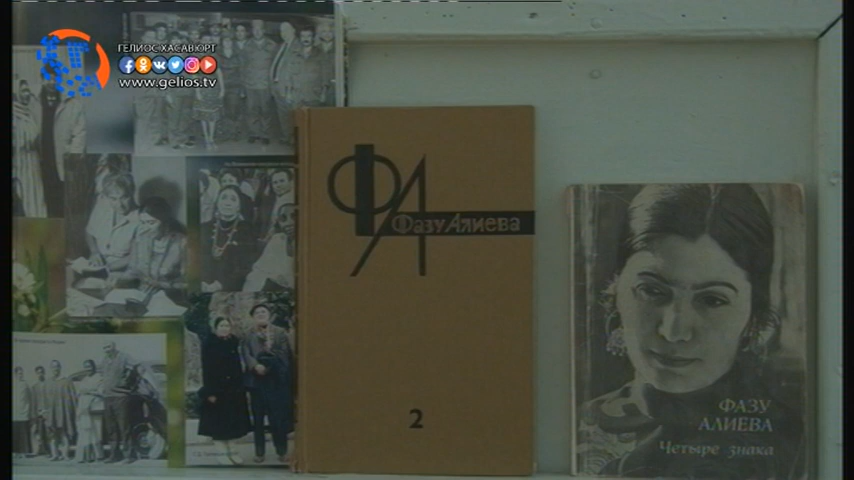 ГЕЛИОС ХАСАВЮРТ
www.gelios.tv
ФА
Фазу Алиева
2
ФАЗУ
АЛИЕВА
Четыре знака